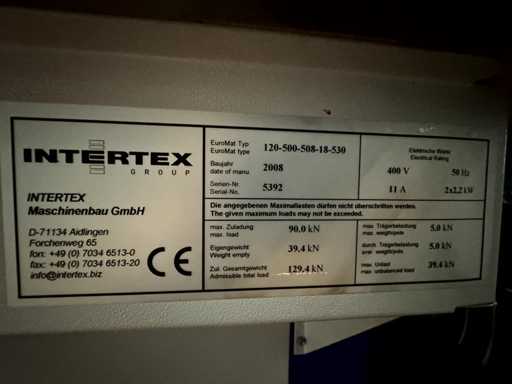 INTERTEX
GROUP
INTERTEX
Maschinenbau GmbH
D-71134 Aidlingen
Forchenweg 65
fon: +49 (0) 7034 6513-0
fax: +49 (0) 7034 6513-20
info@intertex.biz
CE
EuroMat Typ
EuroMat type
120-500-508-18-530
Baujahr
date of manu
2008
Serien-Nr
Serial-No.
5392
Elektrische Werte
Electrical Rating
400 V 50 Hz
11 A 2x2,2 kW
Die angegebenen Maximallasten dürfen nicht überschritten werden.
The given maximum loads may not be exceeded.
max. Zuladung
max. load
90.0 kN
Eigengewicht
Weight empty
39.4 kN
Zul. Gesamtgewicht
Admissible total load
129.4 kN
max. Trägerbelastung
max. weight/pos
5.0 kN
durch. Trägerbelastung
weight/pos
5.0 kN
max. Unlast
max. unbalanced load
39.4 kN